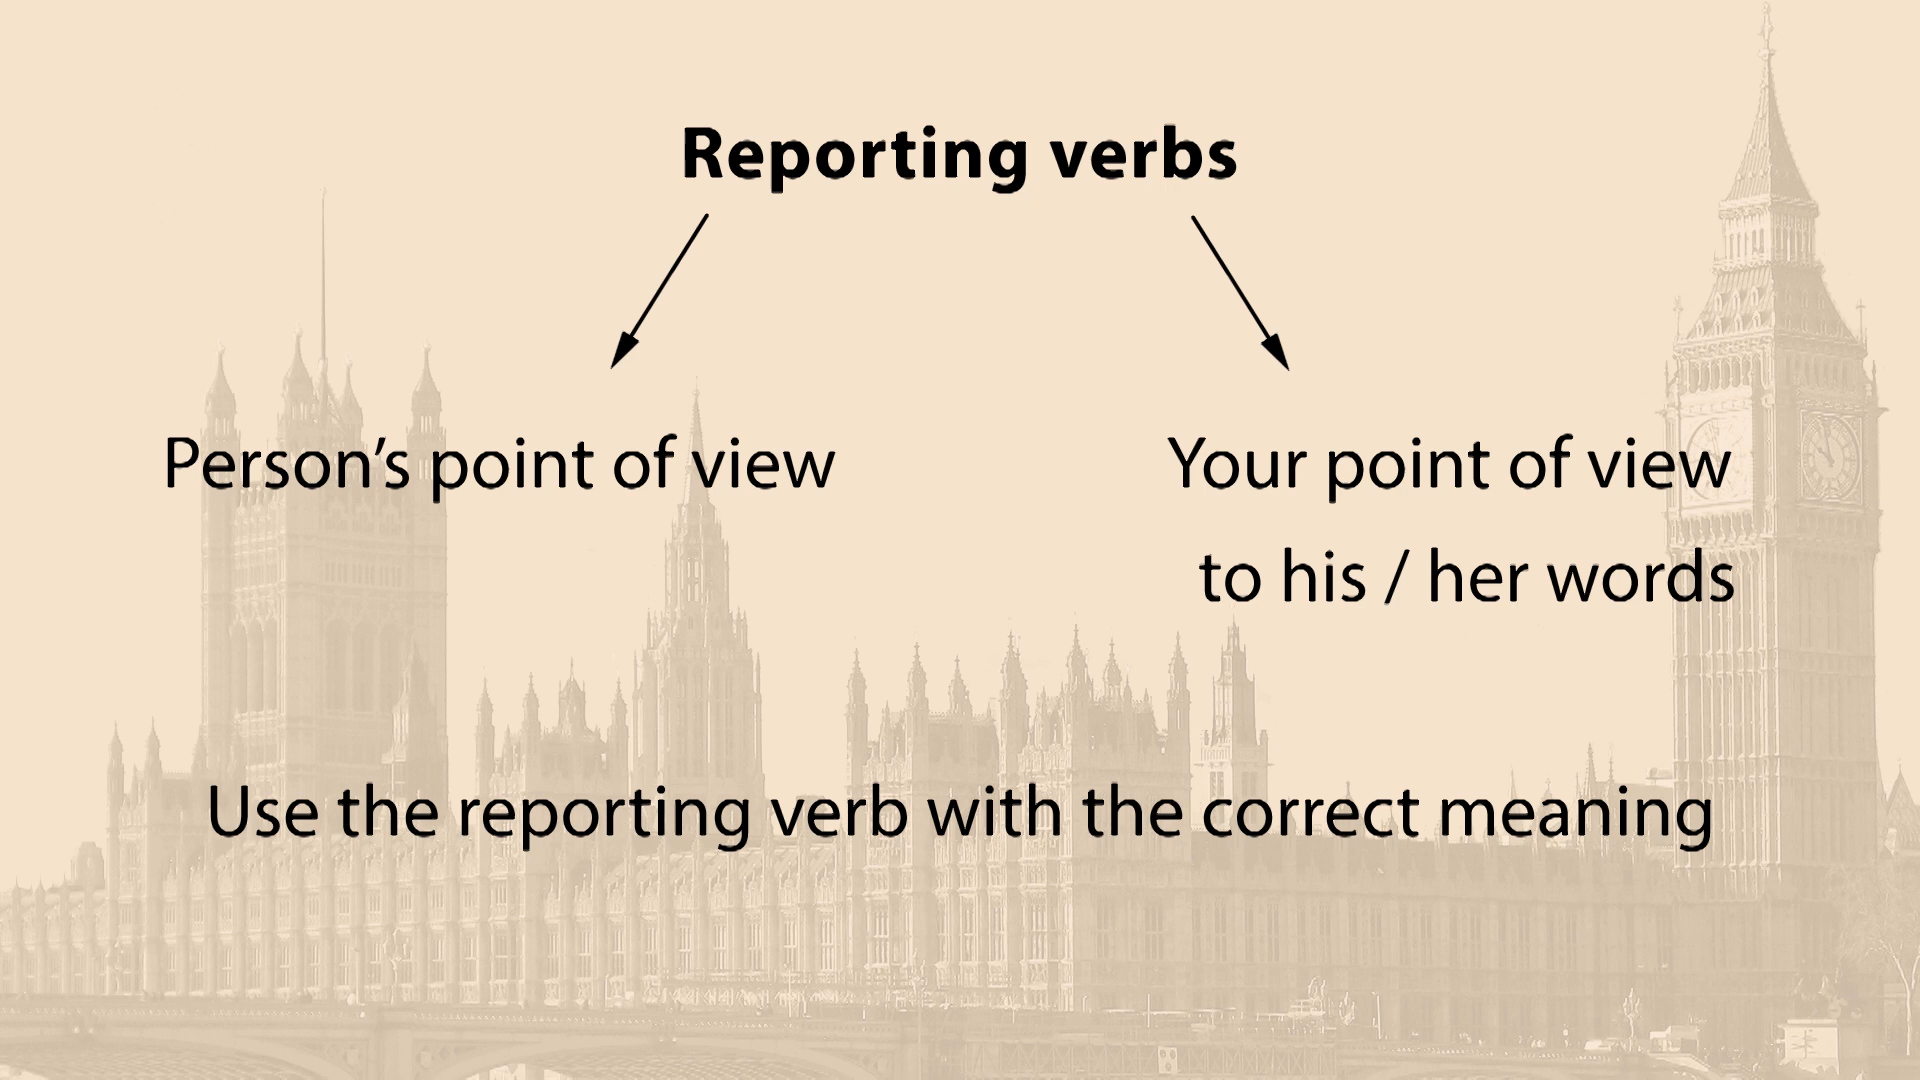 Reporting verbs
Person’s point of view
Your point of view
to his / her words
Use the reporting verb with the correct meaning